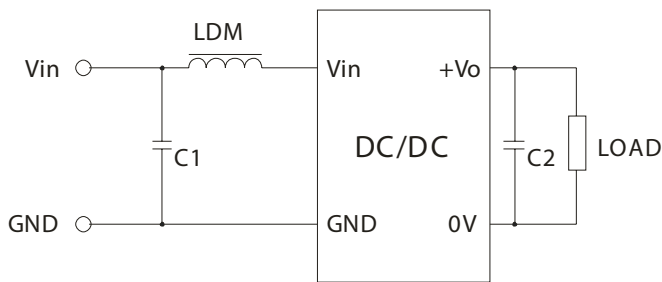 LDM
Vin
Vin
+Vo
C1
DC/DC
C2
LOAD
GND
GND
0V